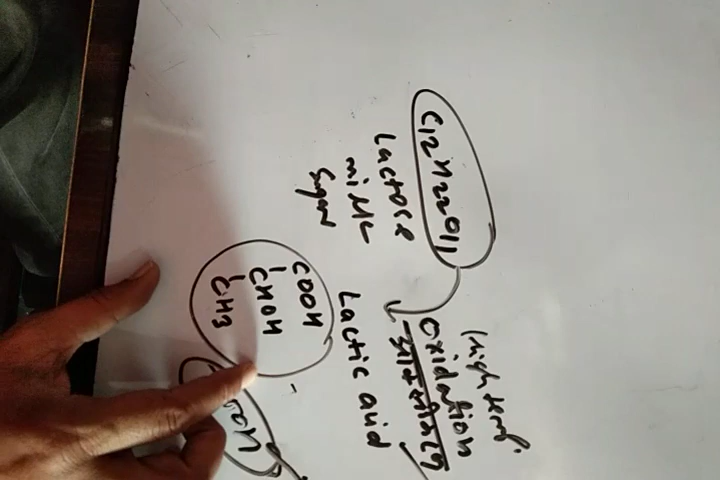 C12H22O11
Lactose
milk
Sugar
High temp.
Oxidation
Lactic acid
COOH
CHOH
CH3